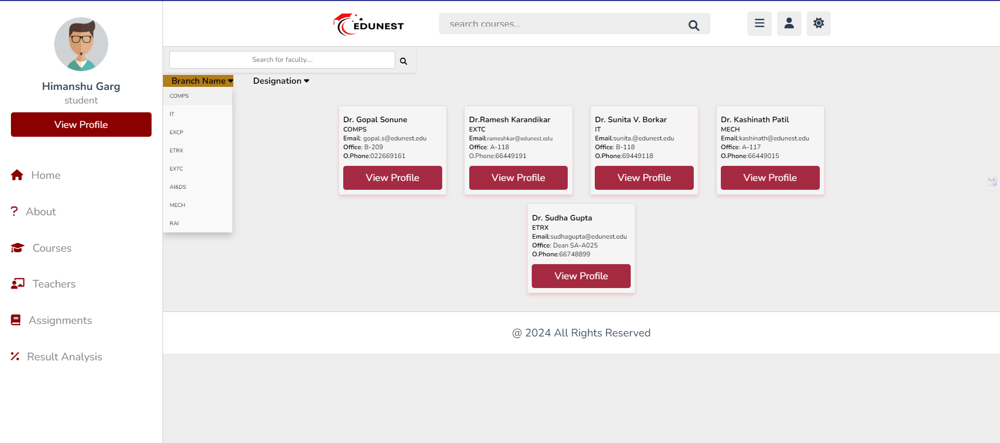 Himanshu Garg
student
View Profile
Home
About
Courses
Teachers
Assignments
Result Analysis
EDUNEST
search courses...
Search for faculty....
Branch Name
Designation
COMPS
IT
EXCP
ETRX
EXTC
AI&DS
MECH
RAI
Dr. Gopal Sonune
COMPS
Email: gopal.s@edunest.edu
Office: B-209
O.Phone:022669161
View Profile
Dr.Ramesh Karandikar
EXTC
Email:rameshkar@edunest.edu
Office: A-118
O.Phone:66449191
View Profile
Dr. Sunita V. Borkar
IT
Email:sunita.@edunest.edu
Office: B-118
O.Phone:69449118
View Profile
Dr. Kashinath Patil
MECH
Email:kashinath@edunest.edu
Office: A-117
O.Phone:66449015
View Profile
Dr. Sudha Gupta
ETRX
Email:sudhagupta@edunest.edu
Office: Dean SA-A025
O.Phone:66748899
View Profile
@ 2024 All Rights Reserved